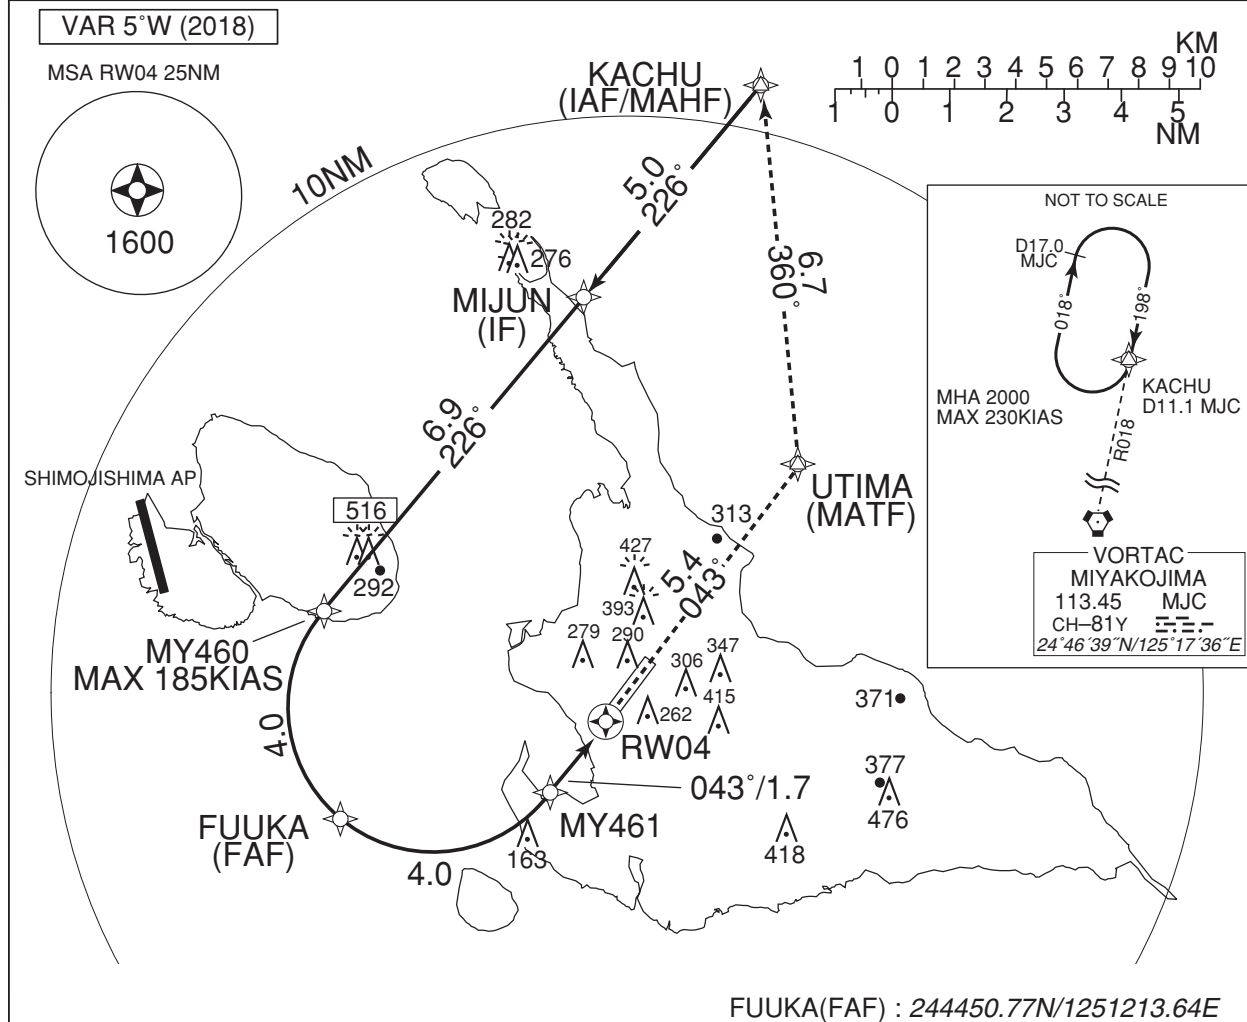 VAR 5°W (2018)
MSA RW04 25NM
1600
10NM
KACHU
(IAF/MAHF)
KM
1 0 1 2 3 4 5 6 7 8 9 10
1 0 1 2 3 4 5
NM
5.0
226°
282
276
MIJUN
(IF)
6.7
360°
6.9
226°
SHIMOJISHIMA AP
516
292
MY460
MAX 185KIAS
4.0
FUUKA
(FAF)
4.0
163
MY461
043°/1.7
RW04
UTIMA
(MATF)
313
5.4
043°
427
393
279
290
306
347
262
415
371
377
476
418
NOT TO SCALE
D17.0
MJC
018°
198°
MHA 2000
MAX 230KIAS
KACHU
D11.1 MJC
R018
VORTAC
MIYAKOJIMA
113.45 MJC
CH–81Y
24°46´39˝N/125°17´36˝E
FUUKA(FAF) : 244450.77N/1251213.64E